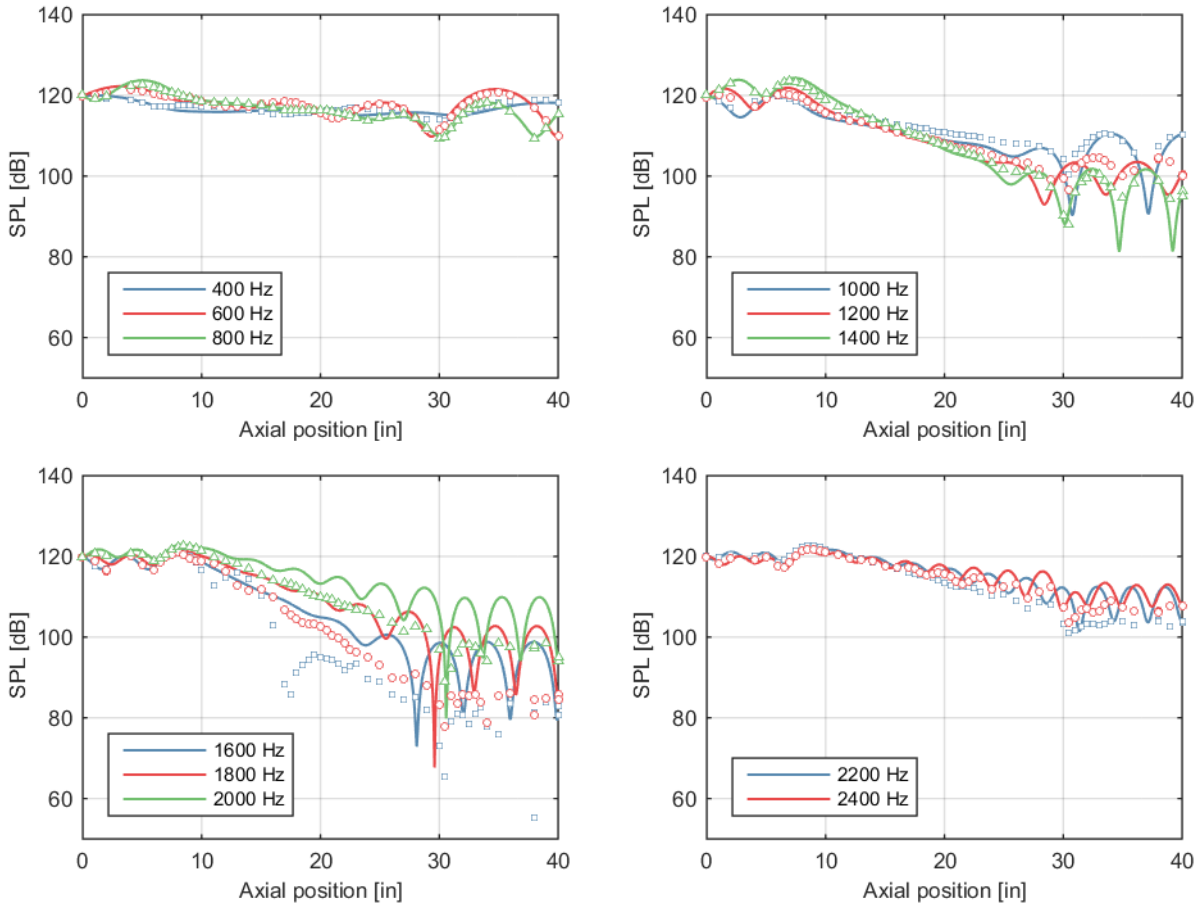 140
120
100
80
60
SPL [dB]
400 Hz
600 Hz
800 Hz
0 10 20 30 40
Axial position [in]
140
120
100
80
60
SPL [dB]
1000 Hz
1200 Hz
1400 Hz
0 10 20 30 40
Axial position [in]
140
120
100
80
60
SPL [dB]
1600 Hz
1800 Hz
2000 Hz
0 10 20 30 40
Axial position [in]
140
120
100
80
60
SPL [dB]
2200 Hz
2400 Hz
0 10 20 30 40
Axial position [in]